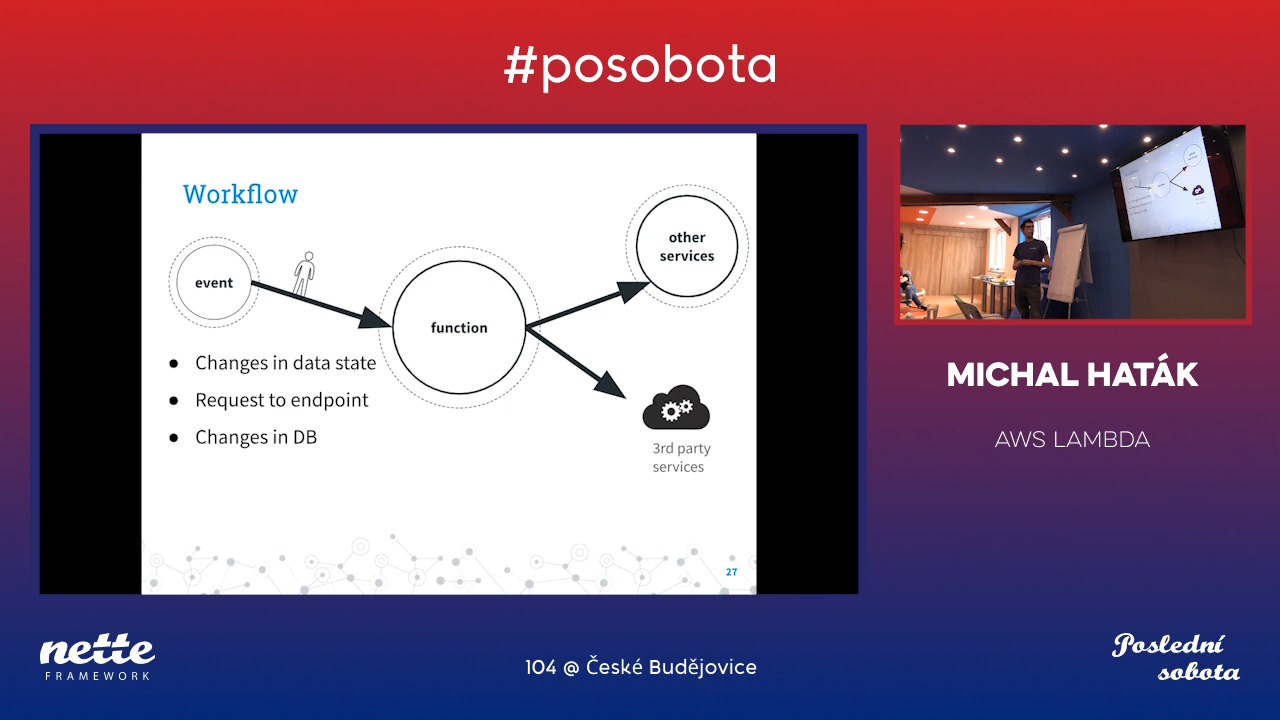 #posobota
Workflow
event
function
other
services
● Changes in data state
● Request to endpoint
● Changes in DB
3rd party
services
27
MICHAL HATÁK
AWS LAMBDA
nette
FRAMEWORK
104 @ České Budějovice
Poslední
sobota